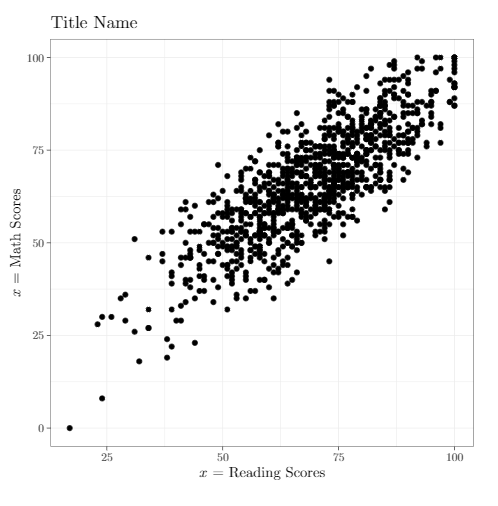 Title Name
100
75
50
25
0
x = Math Scores
25 50 75 100
x = Reading Scores